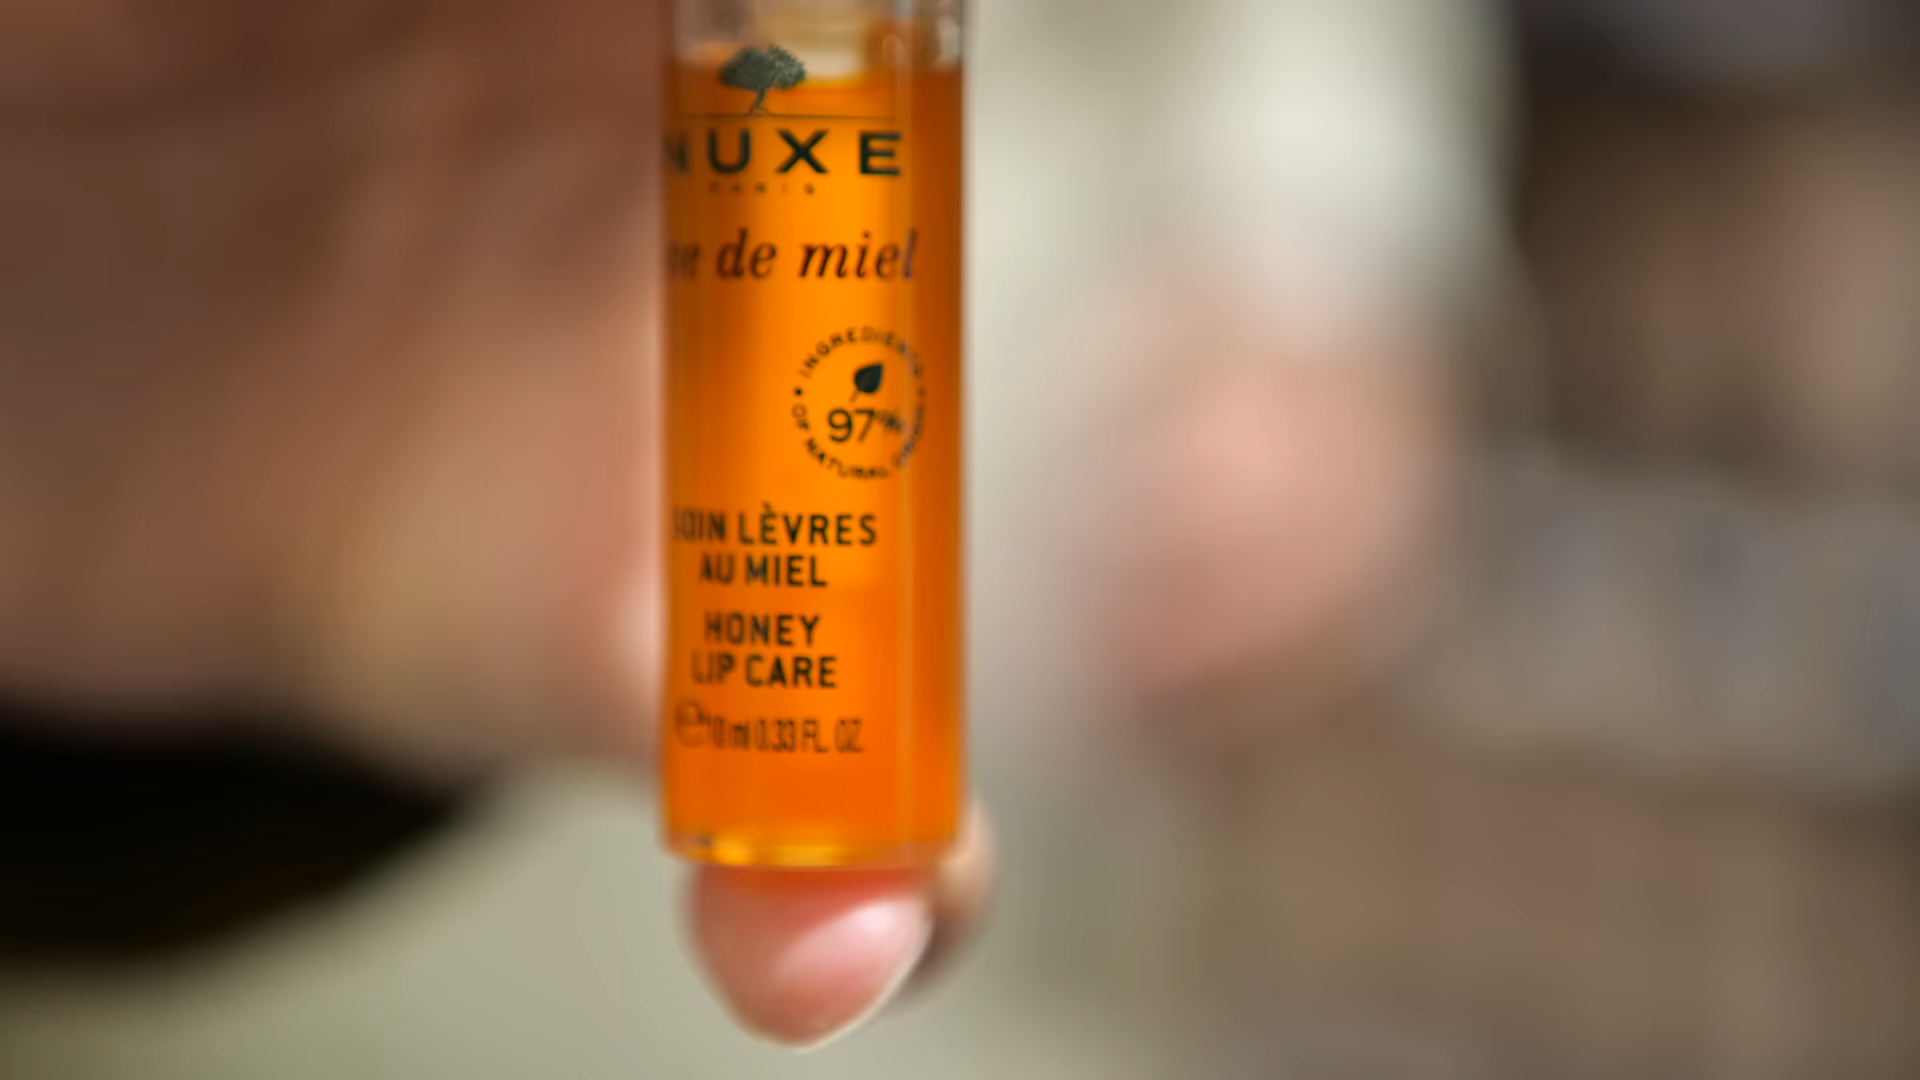 NUXE
PARIS
de miel
INGREDIENTS
OF NATURAL ORIGIN
97%
SOIN LÈVRES
AU MIEL
HONEY
LIP CARE
10 ml 0.33 FL. OZ.